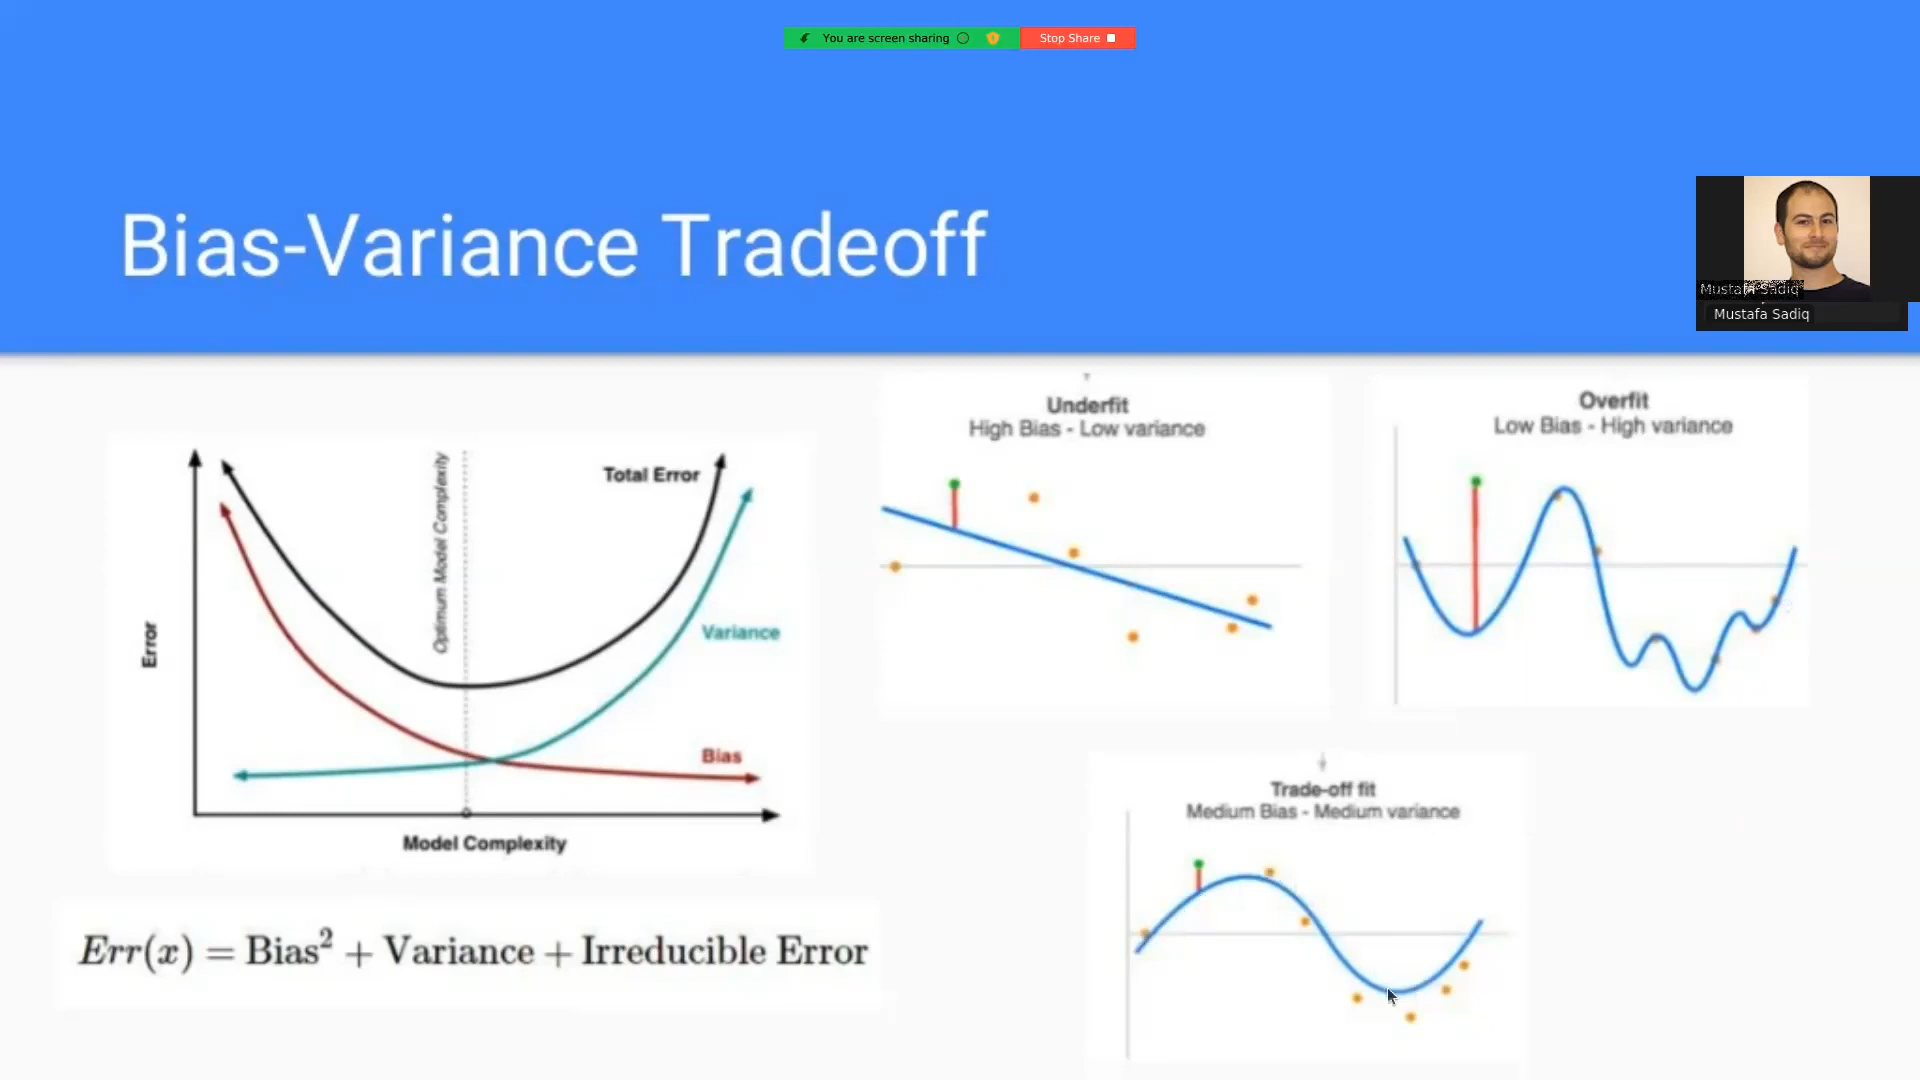 You are screen sharing
Stop Share
Bias-Variance Tradeoff
Mustafa Sadiq
Mustafa Sadiq
Underfit
High Bias - Low variance
Overfit
Low Bias - High variance
Optimum Model Complexity
Total Error
Variance
Error
Bias
Model Complexity
Trade-off fit
Medium Bias - Medium variance
Err(x) = Bias² + Variance + Irreducible Error